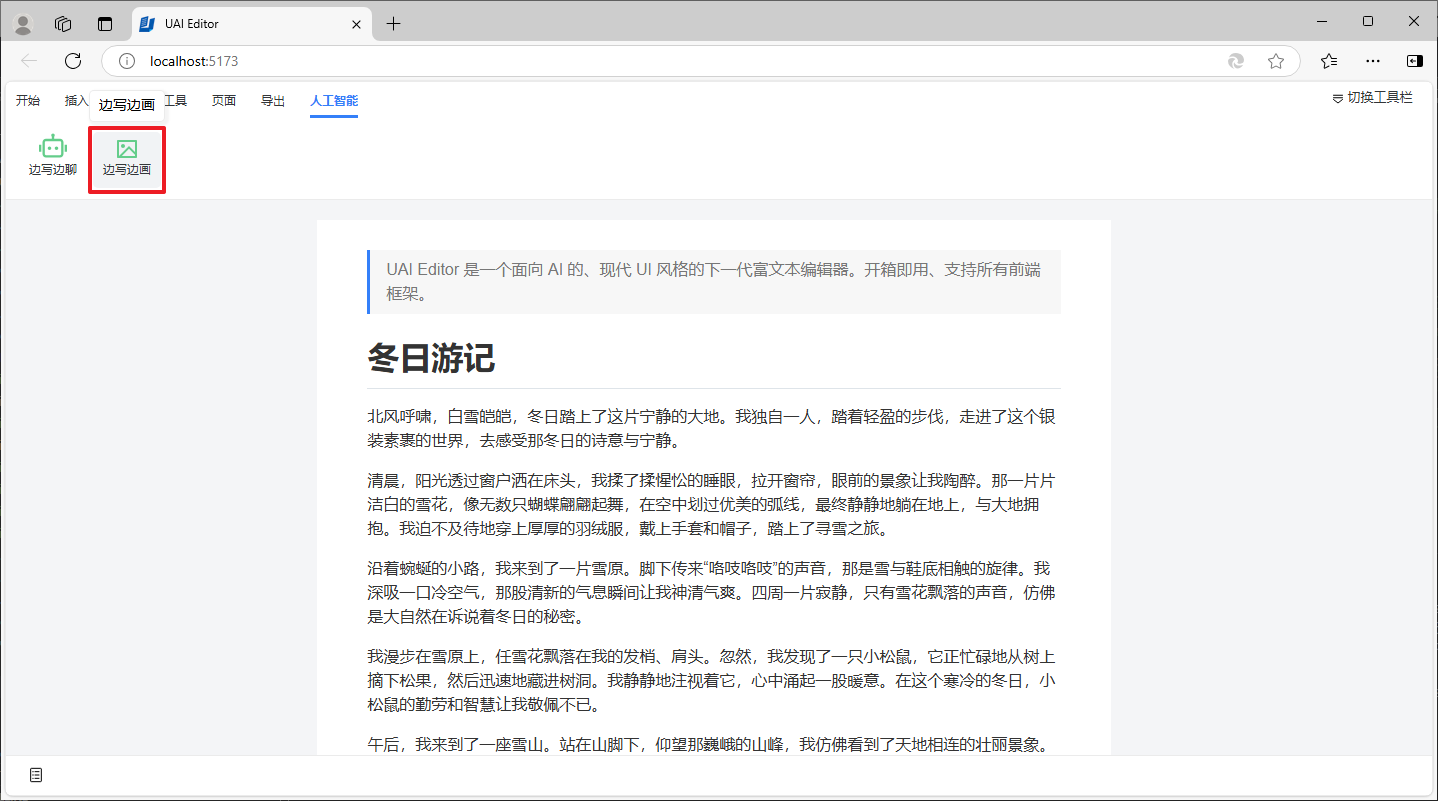 UAI Editor
localhost:5173
开始 插入 边写边画 工具 页面 导出 人工智能 切换工具栏
边写边聊 边写边画
UAI Editor 是一个面向 AI 的、现代 UI 风格的下一代富文本编辑器。开箱即用、支持所有前端
框架。
冬日游记
北风呼啸，白雪皑皑，冬日踏上了这片宁静的大地。我独自一人，踏着轻盈的步伐，走进了这个银
装素裹的世界，去感受那冬日的诗意与宁静。
清晨，阳光透过窗户洒在床头，我揉了揉惺忪的睡眼，拉开窗帘，眼前的景象让我陶醉。那一片片
洁白的雪花，像无数只蝴蝶翩翩起舞，在空中划过优美的弧线，最终静静地躺在地上，与大地拥
抱。我迫不及待地穿上厚厚的羽绒服，戴上手套和帽子，踏上了寻雪之旅。
沿着蜿蜒的小路，我来到了一片雪原。脚下传来“咯吱咯吱”的声音，那是雪与鞋底相触的旋律。我
深吸一口冷空气，那股清新的气息瞬间让我神清气爽。四周一片寂静，只有雪花飘落的声音，仿佛
是大自然在诉说着冬日的秘密。
我漫步在雪原上，任雪花飘落在我的发梢、肩头。忽然，我发现了一只小松鼠，它正忙碌地从树上
摘下松果，然后迅速地藏进树洞。我静静地注视着它，心中涌起一股暖意。在这个寒冷的冬日，小
松鼠的勤劳和智慧让我敬佩不已。
午后，我来到了一座雪山。站在山脚下，仰望那巍峨的山峰，我仿佛看到了天地相连的壮丽景象。